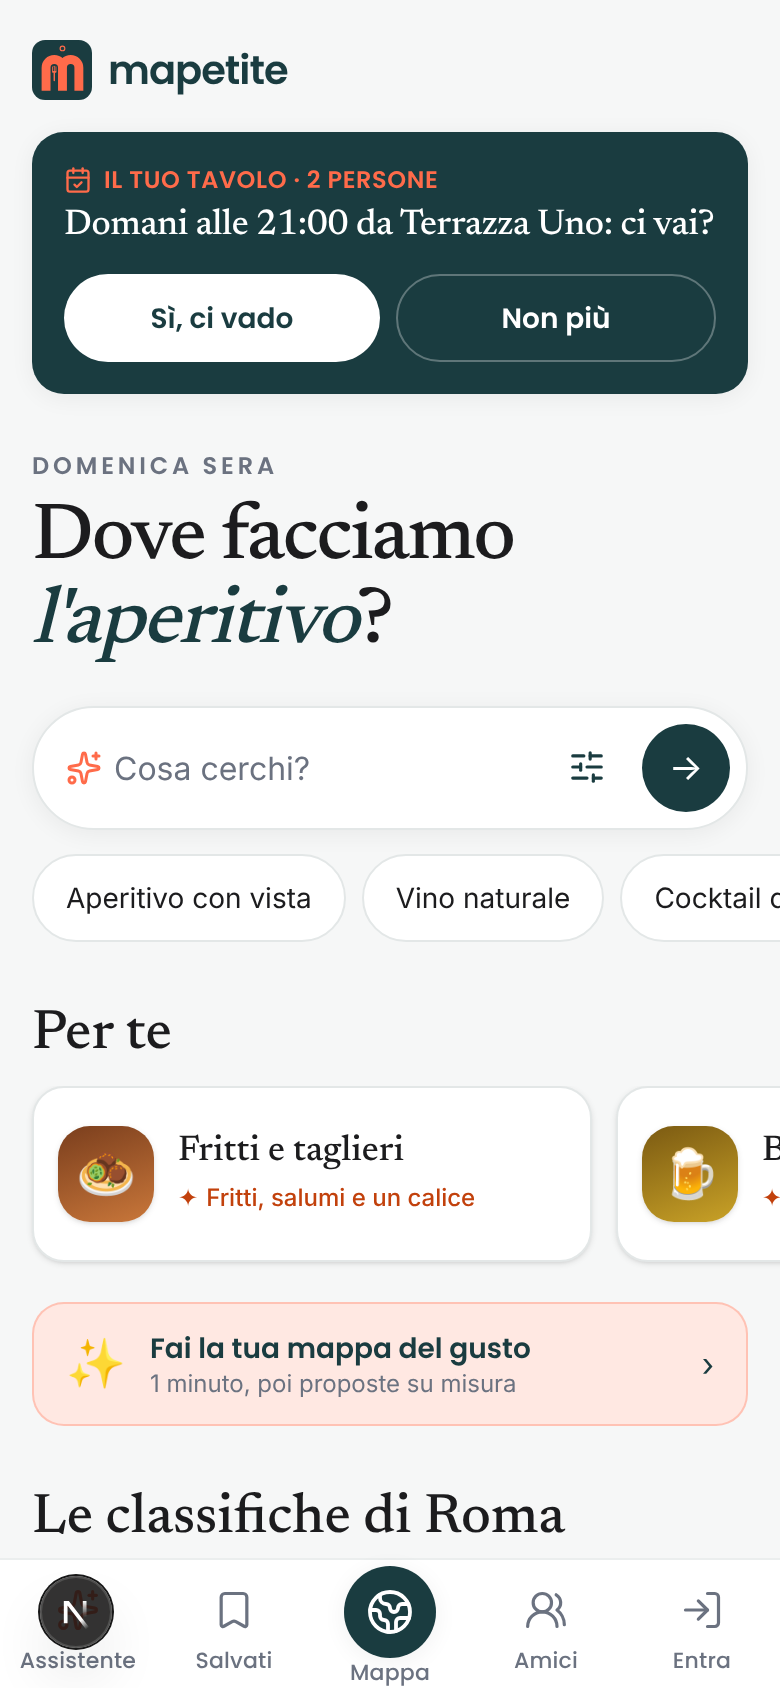 mapetite
IL TUO TAVOLO · 2 PERSONE
Domani alle 21:00 da Terrazza Uno: ci vai?
Sì, ci vado
Non più
DOMENICA SERA
Dove facciamo
l'aperitivo?
Cosa cerchi?
Aperitivo con vista
Vino naturale
Cocktail
Per te
Fritti e taglieri
✦ Fritti, salumi e un calice
Fai la tua mappa del gusto
1 minuto, poi proposte su misura
Le classifiche di Roma
N
Assistente
Salvati
Mappa
Amici
Entra